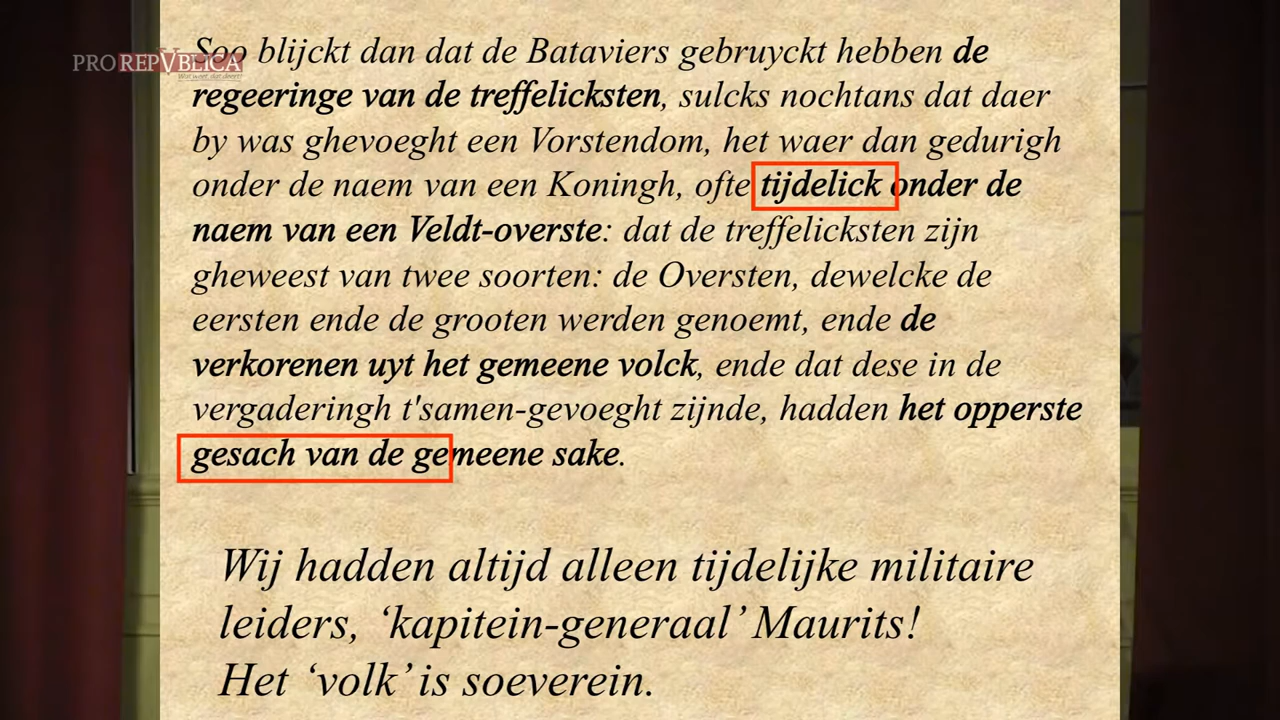 Soo blijckt dan dat de Bataviers gebruyckt hebben de
PRO REPVBLICA
Wat weet, dat deert!
regeeringe van de treffelicksten, sulcks nochtans dat daer
by was ghevoeght een Vorstendom, het waer dan gedurigh
onder de naem van een Koningh, ofte tijdelick onder de
naem van een Veldt-overste: dat de treffelicksten zijn
gheweest van twee soorten: de Oversten, dewelcke de
eersten ende de grooten werden genoemt, ende de
verkorenen uyt het gemeene volck, ende dat dese in de
vergaderingh t'samen-gevoeght zijnde, hadden het opperste
gesach van de gemeene sake.
Wij hadden altijd alleen tijdelijke militaire
leiders, ‘kapitein-generaal’ Maurits!
Het ‘volk’ is soeverein.